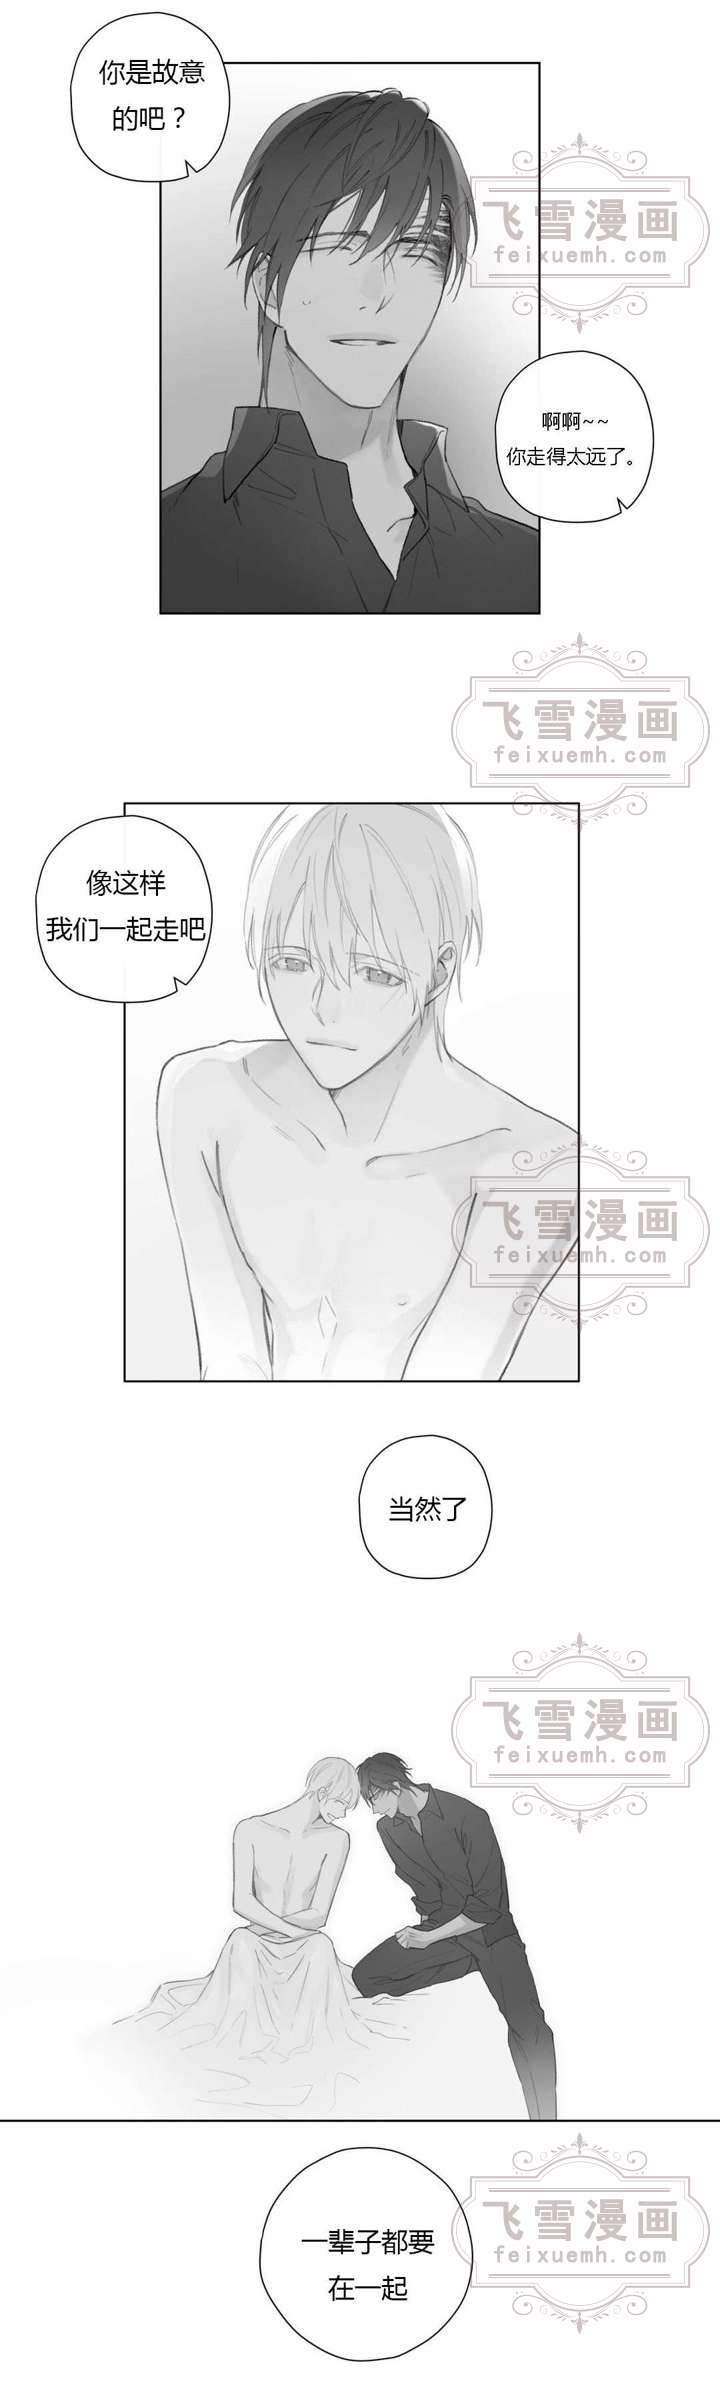 你是故意
的吧？
飞雪漫画
feixuemh.com
啊啊~~
你走得太远了。
飞雪漫画
feixuemh.com
像这样
我们一起走吧
飞雪漫画
feixuemh.com
当然了
飞雪漫画
feixuemh.com
一辈子都要
在一起
飞雪漫画
feixuemh.com